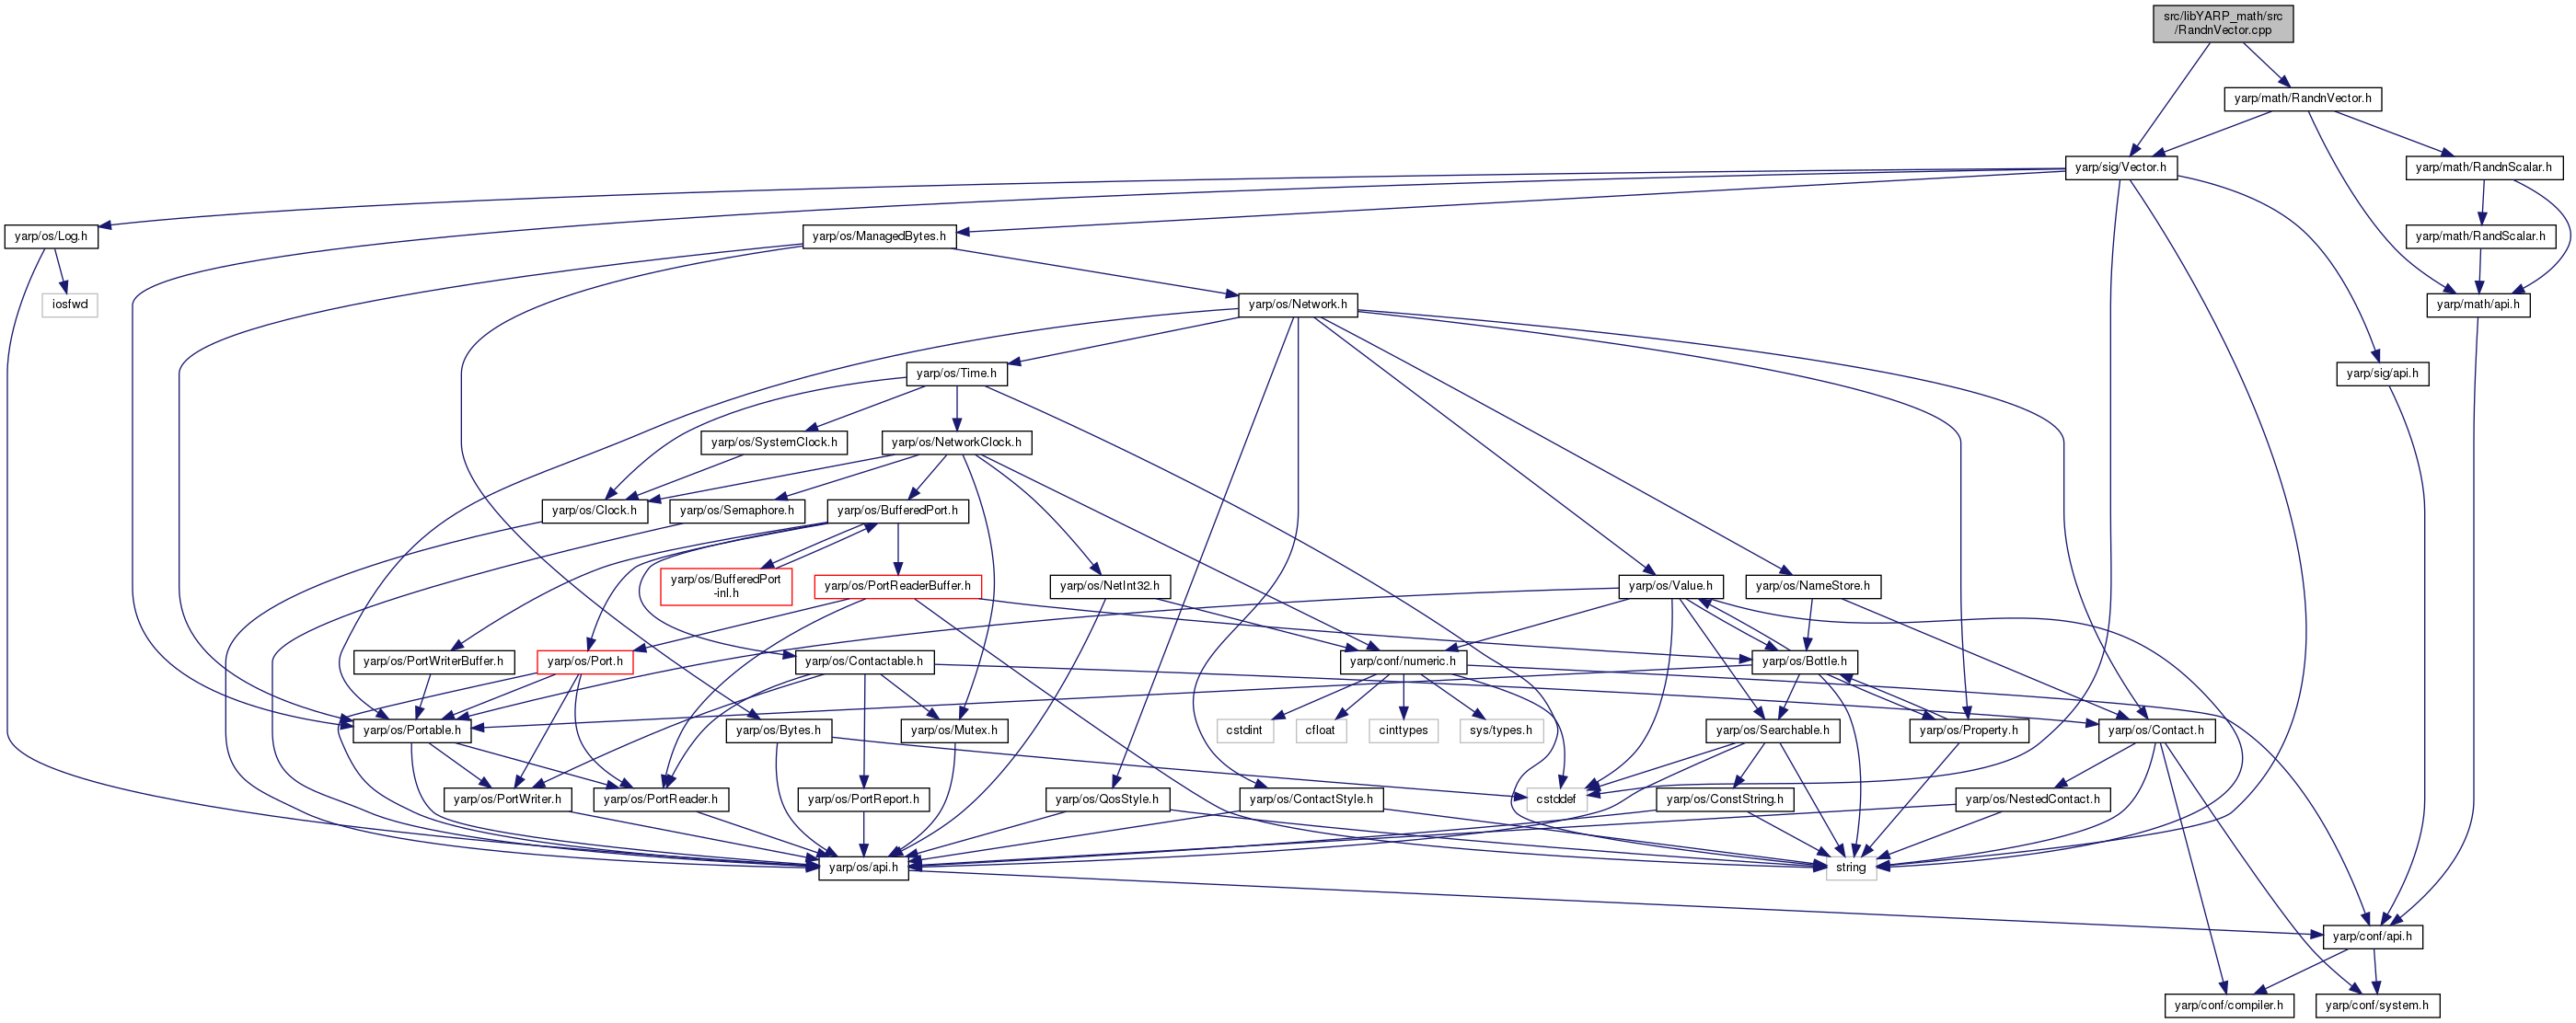 src/libYARP_math/src
/RandnVector.cpp
yarp/math/RandnVector.h
yarp/sig/Vector.h
yarp/math/RandnScalar.h
yarp/os/Log.h
yarp/os/ManagedBytes.h
yarp/math/RandScalar.h
iosfwd
yarp/os/Network.h
yarp/math/api.h
yarp/os/Time.h
yarp/sig/api.h
yarp/os/SystemClock.h
yarp/os/NetworkClock.h
yarp/os/Clock.h
yarp/os/Semaphore.h
yarp/os/BufferedPort.h
yarp/os/BufferedPort
-inl.h
yarp/os/PortReaderBuffer.h
yarp/os/NetInt32.h
yarp/os/Value.h
yarp/os/NameStore.h
yarp/os/PortWriterBuffer.h
yarp/os/Port.h
yarp/os/Contactable.h
yarp/conf/numeric.h
yarp/os/Bottle.h
yarp/os/Portable.h
yarp/os/Bytes.h
yarp/os/Mutex.h
cstdint
cfloat
cinttypes
sys/types.h
yarp/os/Searchable.h
yarp/os/Property.h
yarp/os/Contact.h
yarp/os/PortWriter.h
yarp/os/PortReader.h
yarp/os/PortReport.h
yarp/os/QosStyle.h
yarp/os/ContactStyle.h
cstddef
yarp/os/ConstString.h
yarp/os/NestedContact.h
yarp/os/api.h
string
yarp/conf/api.h
yarp/conf/compiler.h
yarp/conf/system.h